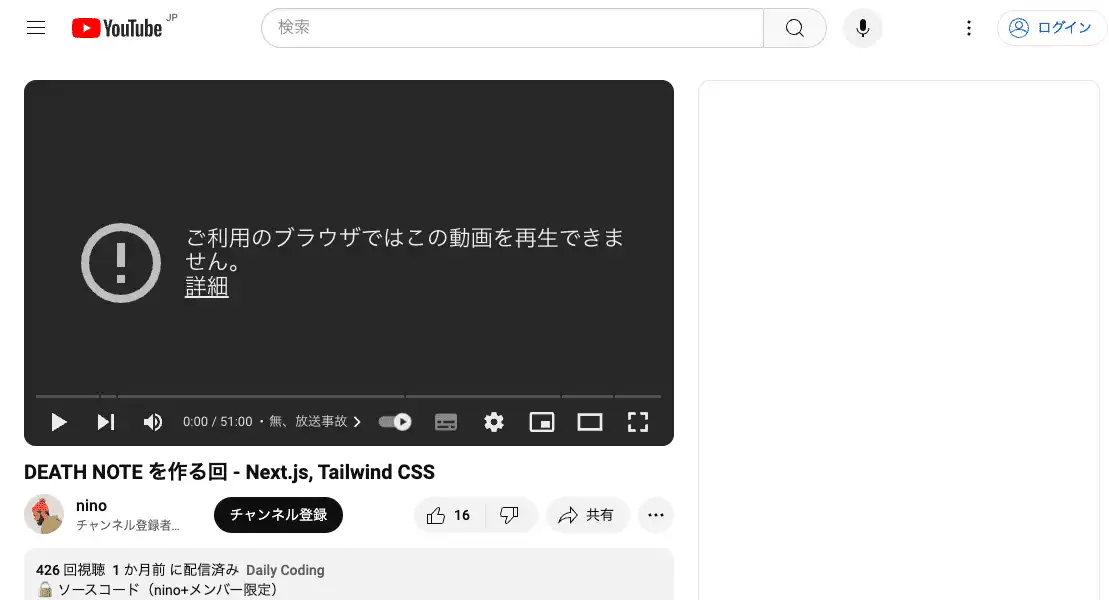 YouTube JP
検索
ログイン
ご利用のブラウザではこの動画を再生できま
せん。
詳細
0:00 / 51:00 ・無、放送事故
DEATH NOTE を作る回 - Next.js, Tailwind CSS
nino
チャンネル登録者...
チャンネル登録
16
共有
426 回視聴 1 か月前 に配信済み Daily Coding
🔒 ソースコード（nino+メンバー限定）